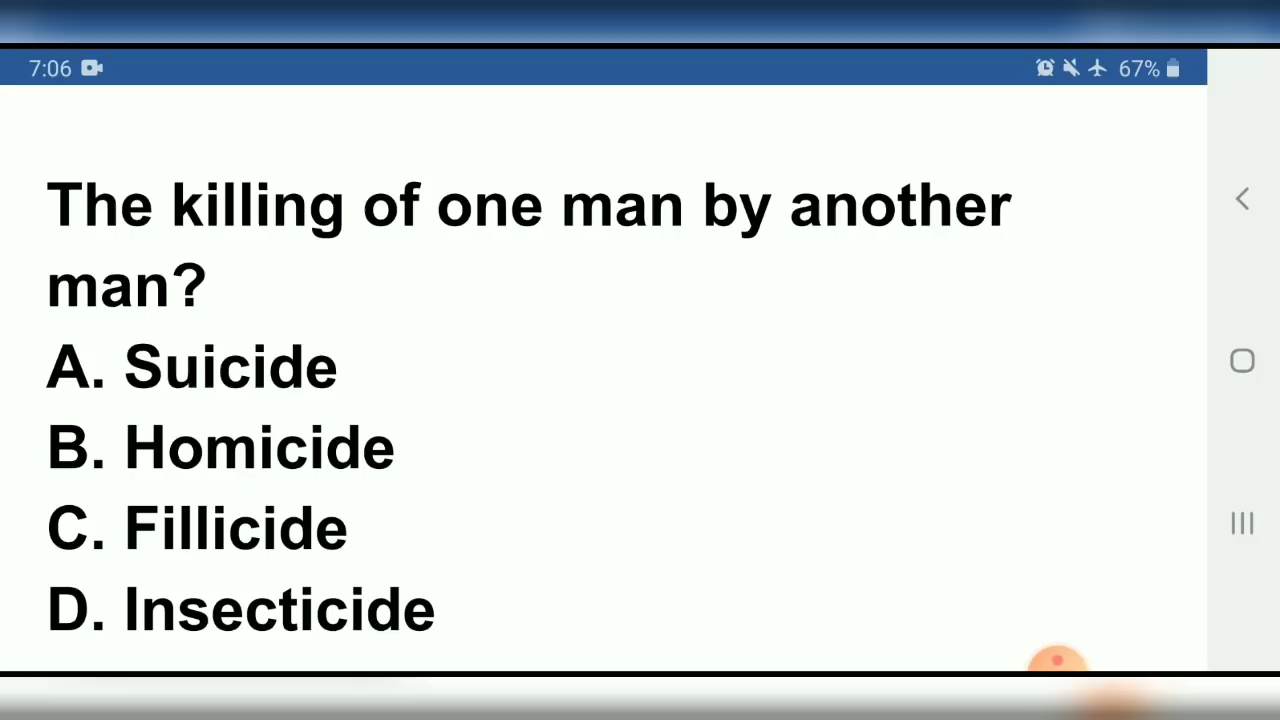 7:06 67%
The killing of one man by another
man?
A. Suicide
B. Homicide
C. Fillicide
D. Insecticide